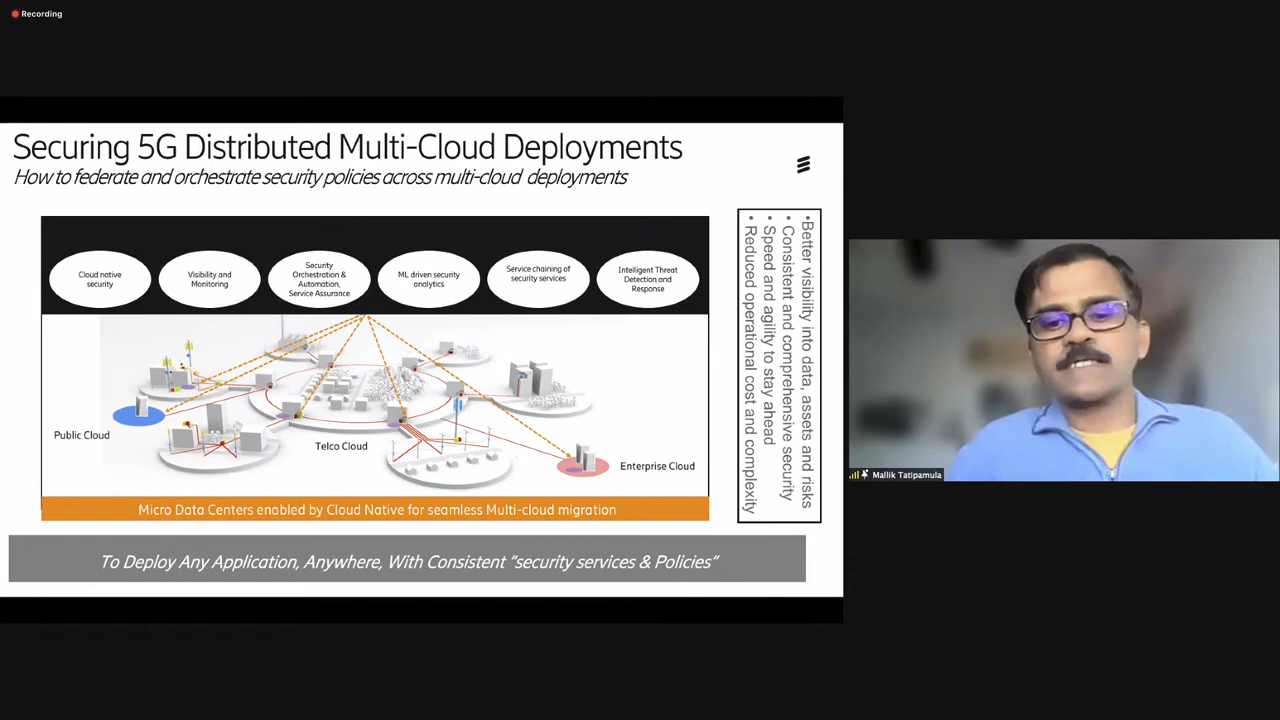 Recording
Securing 5G Distributed Multi-Cloud Deployments
How to federate and orchestrate security policies across multi-cloud deployments
Cloud native
security
Visibility and
Monitoring
Security
Orchestration &
Automation,
Service Assurance
ML driven security
analytics
Service chaining of
security services
Intelligent Threat
Detection and
Response
Public Cloud
Telco Cloud
Enterprise Cloud
Micro Data Centers enabled by Cloud Native for seamless Multi-cloud migration
• Better visibility into data, assets and risks
• Consistent and comprehensive security
• Speed and agility to stay ahead
• Reduced operational cost and complexity
To Deploy Any Application, Anywhere, With Consistent “security services & Policies”
Mallik Tatipamula